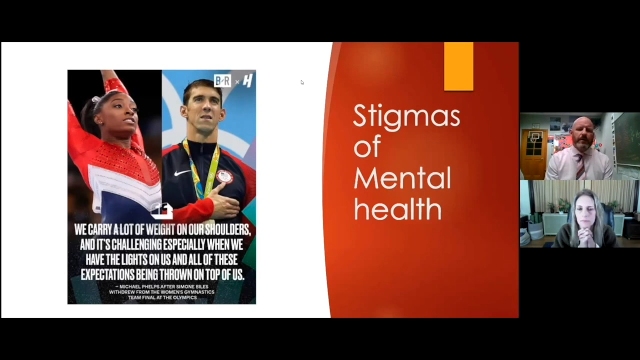 B/R × H
WE CARRY A LOT OF WEIGHT ON OUR SHOULDERS,
AND IT'S CHALLENGING ESPECIALLY WHEN WE
HAVE THE LIGHTS ON US AND ALL OF THESE
EXPECTATIONS BEING THROWN ON TOP OF US.
– MICHAEL PHELPS AFTER SIMONE BILES
WITHDREW FROM THE WOMEN'S GYMNASTICS
TEAM FINAL AT THE OLYMPICS
Stigmas
of
Mental
health